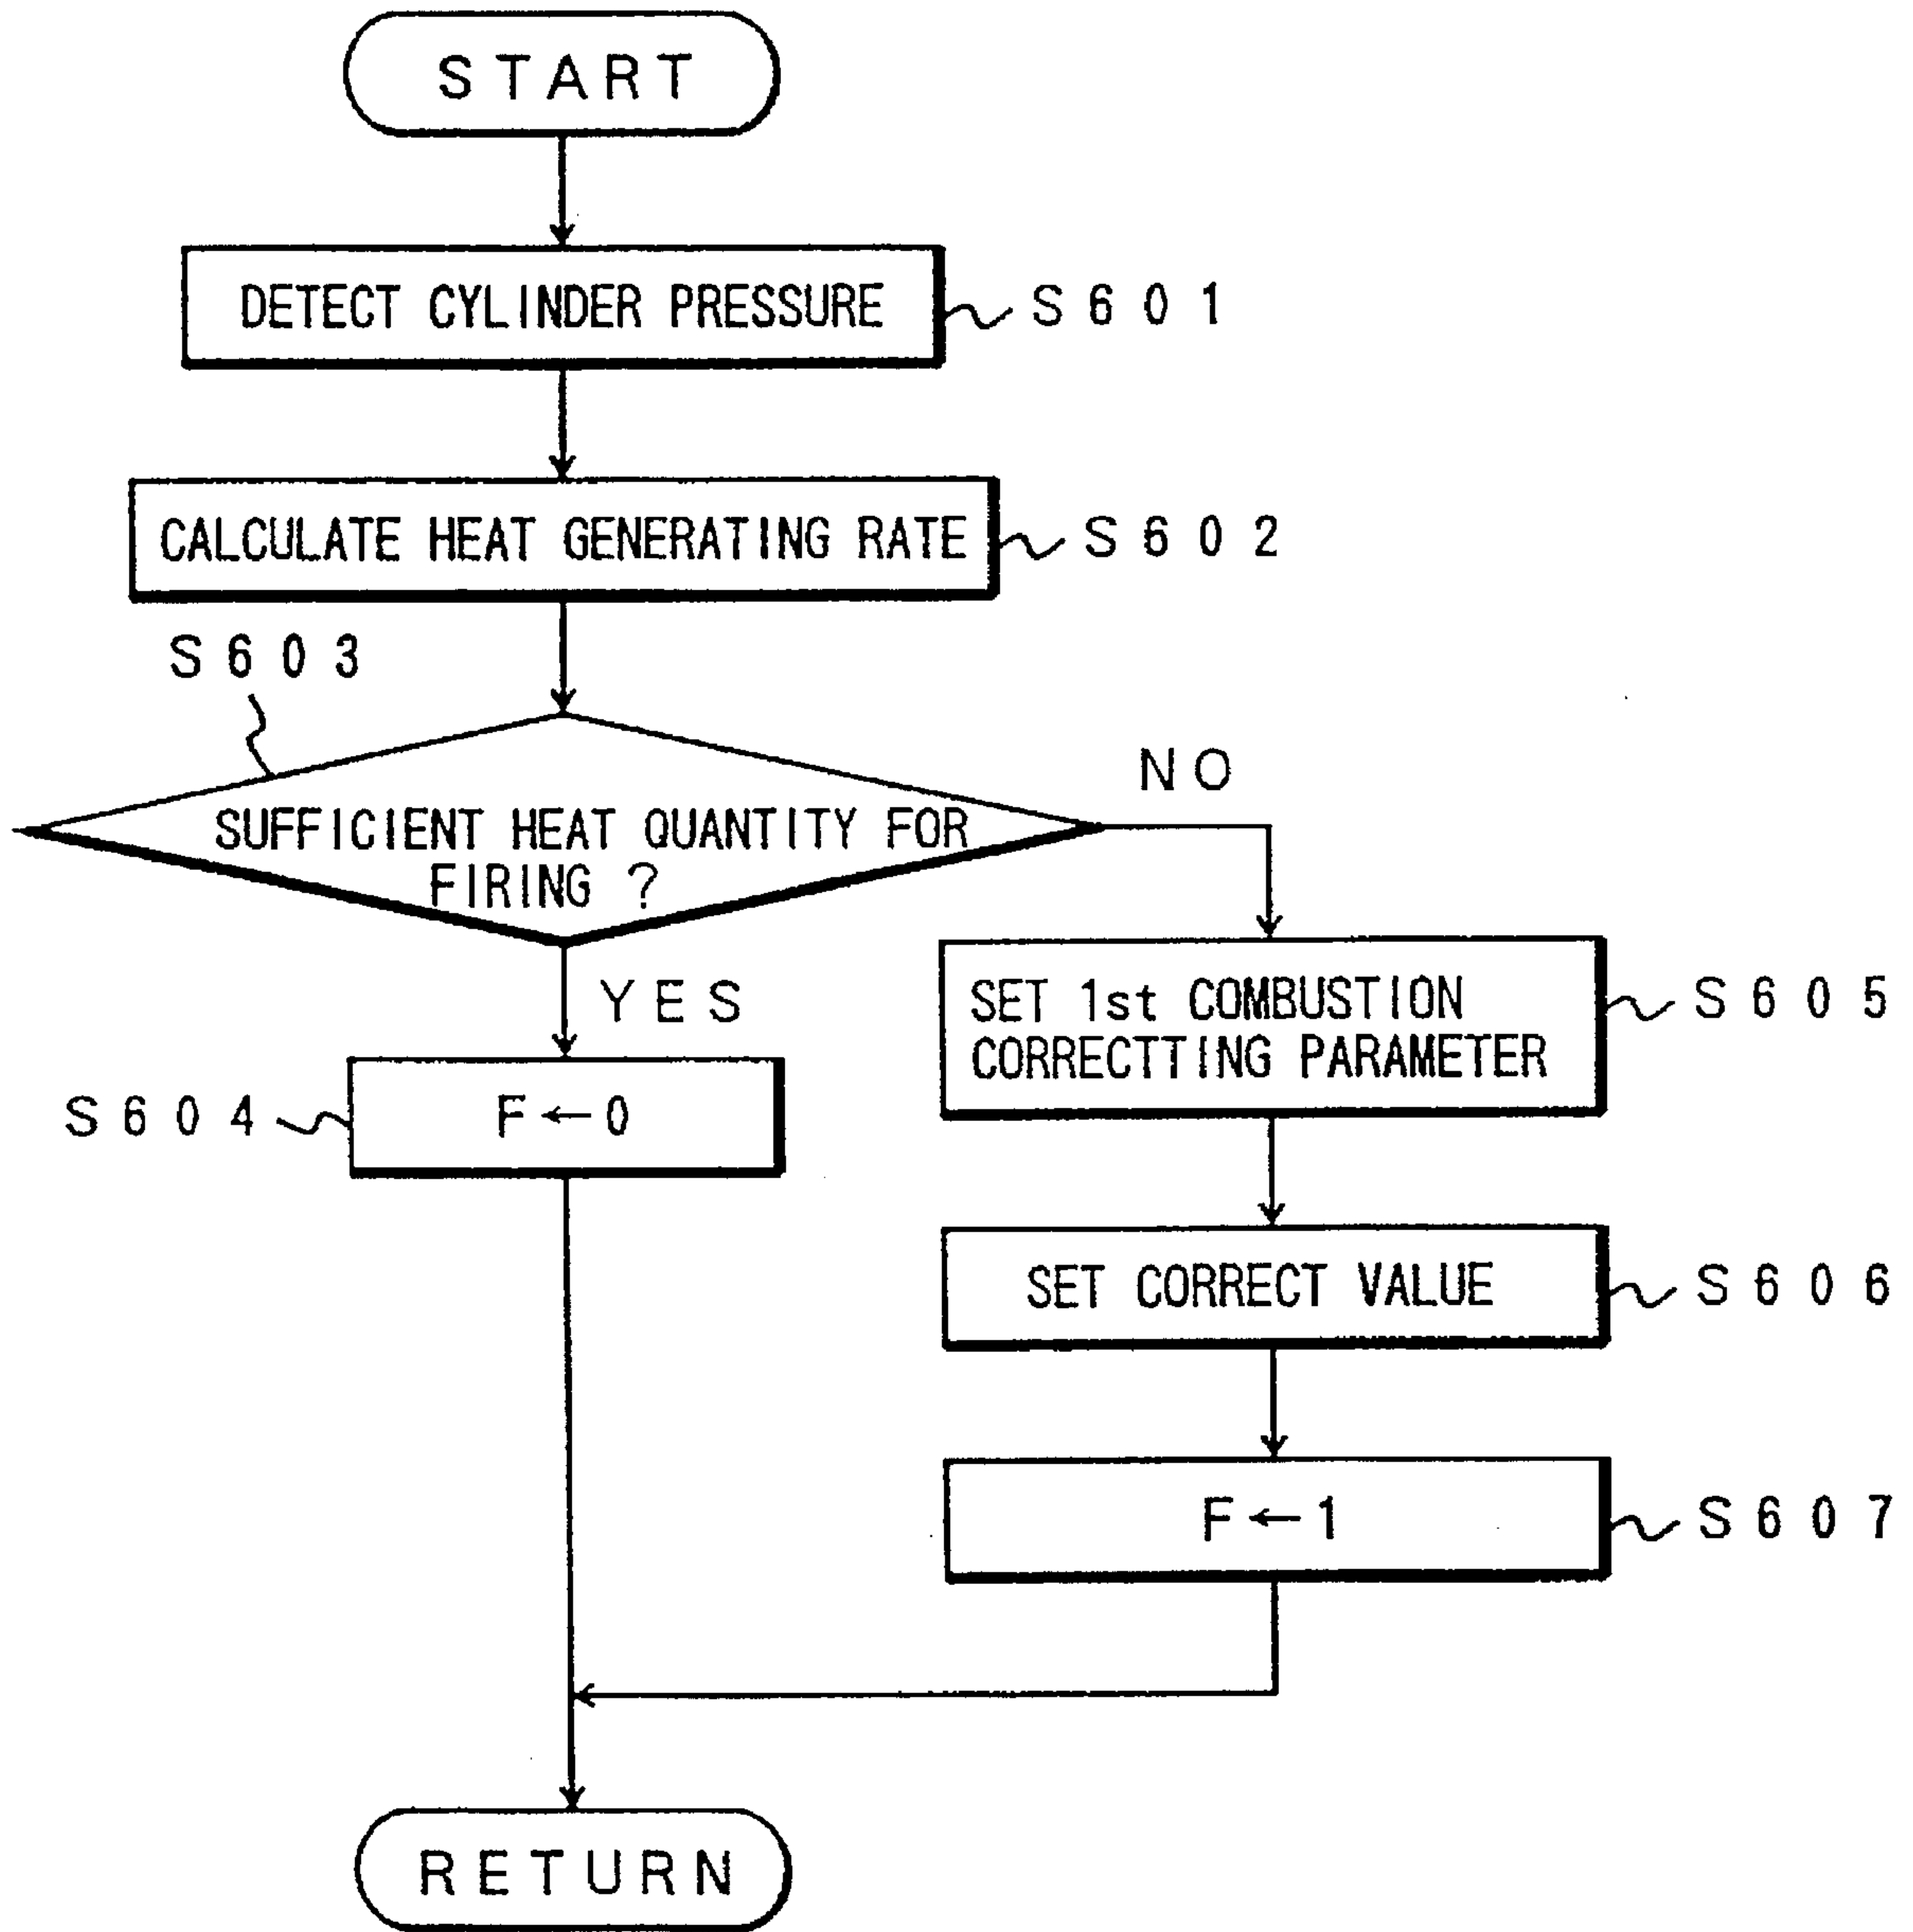 START
DETECT CYLINDER PRESSURE
S601
CALCULATE HEAT GENERATING RATE
S602
S603
SUFFICIENT HEAT QUANTITY FOR
FIRING ?
NO
YES
S604
F←0
SET 1st COMBUSTION
CORRECTTING PARAMETER
S605
SET CORRECT VALUE
S606
F←1
S607
RETURN